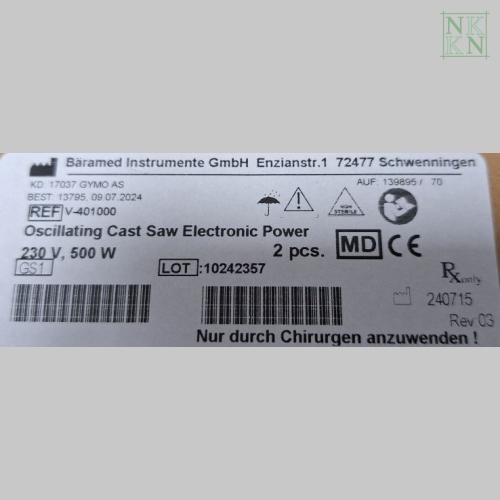 NK
KN
Bäramed Instrumente GmbH Enzianstr.1 72477 Schwenningen
KD: 17037 GYMO AS
AUF: 139895 / 70
BEST: 13795, 09.07.2024
REF V-401000
NON STERILE
Oscillating Cast Saw Electronic Power
230 V, 500 W
2 pcs.
MD CE
GS1
LOT :10242357
Rx only
240715
Rev 03
Nur durch Chirurgen anzuwenden !